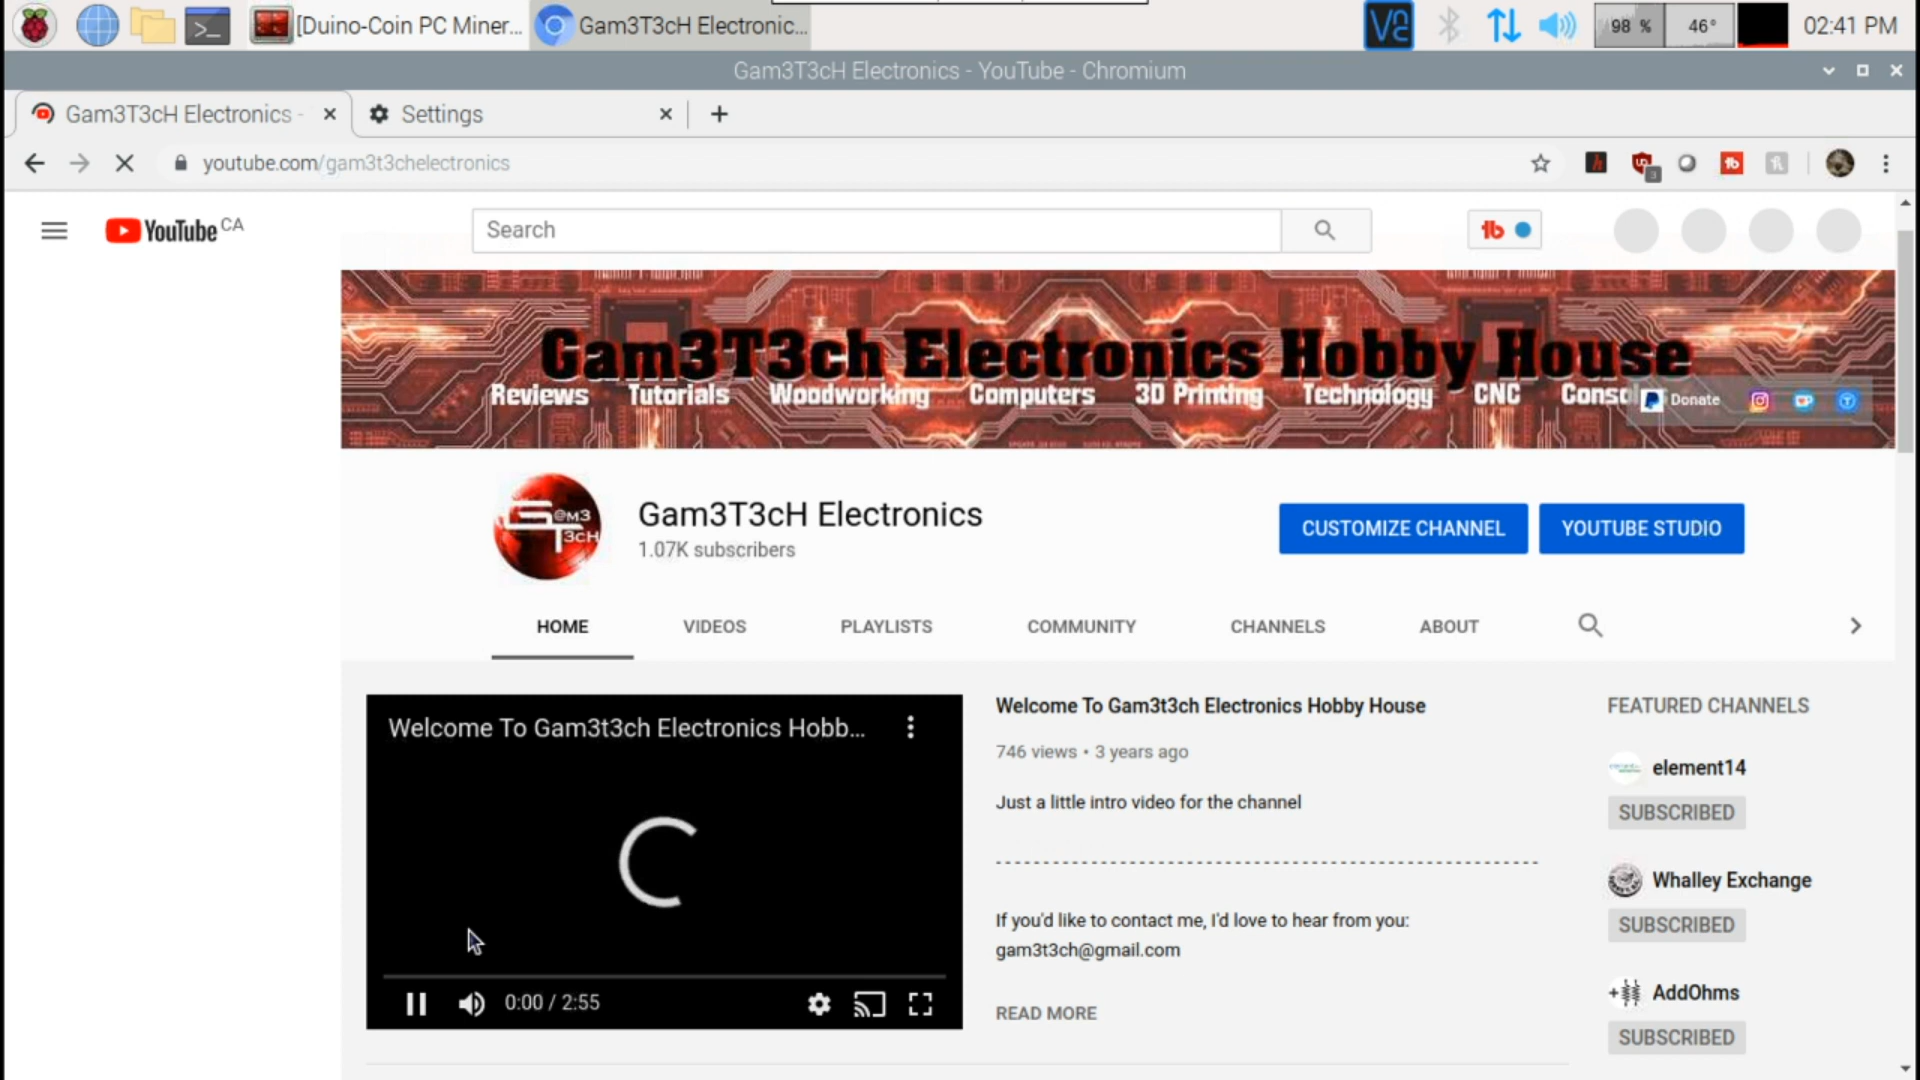 [Duino-Coin PC Miner...
Gam3T3cH Electronic...
98 %
46°
02:41 PM
Gam3T3cH Electronics - YouTube - Chromium
Gam3T3cH Electronics -
Settings
youtube.com/gam3t3chelectronics
3
YouTube CA
Search
Gam3T3ch Electronics Hobby House
Reviews Tutorials Woodworking Computers 3D Printing Technology CNC Consol
Donate
G@M3
T3CH
Gam3T3cH Electronics
1.07K subscribers
CUSTOMIZE CHANNEL
YOUTUBE STUDIO
HOME
VIDEOS
PLAYLISTS
COMMUNITY
CHANNELS
ABOUT
Welcome To Gam3t3ch Electronics Hobb...
0:00 / 2:55
Welcome To Gam3t3ch Electronics Hobby House
746 views • 3 years ago
Just a little intro video for the channel
If you'd like to contact me, I'd love to hear from you:
gam3t3ch@gmail.com
READ MORE
FEATURED CHANNELS
element14
SUBSCRIBED
Whalley Exchange
SUBSCRIBED
AddOhms
SUBSCRIBED